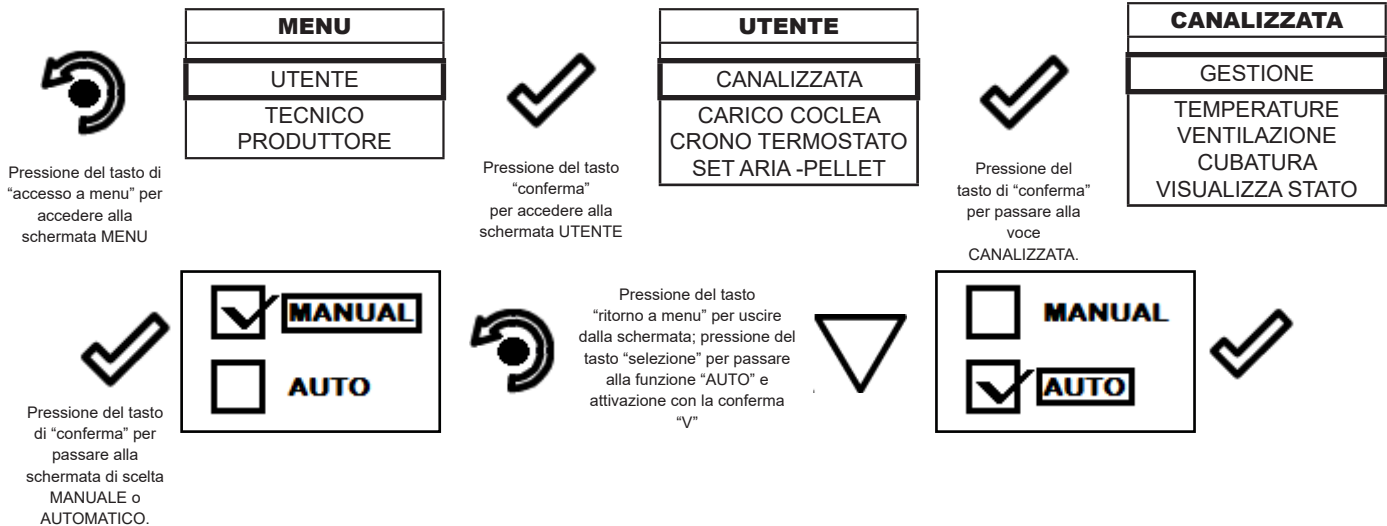 Pressione del tasto di
“accesso a menu” per
accedere alla
schermata MENU
MENU
UTENTE
TECNICO
PRODUTTORE
Pressione del tasto
“conferma”
per accedere alla
schermata UTENTE
UTENTE
CANALIZZATA
CARICO COCLEA
CRONO TERMOSTATO
SET ARIA -PELLET
Pressione del
tasto di “conferma”
per passare alla
voce
CANALIZZATA.
CANALIZZATA
GESTIONE
TEMPERATURE
VENTILAZIONE
CUBATURA
VISUALIZZA STATO
Pressione del tasto
di “conferma” per
passare alla
schermata di scelta
MANUALE o
AUTOMATICO.
MANUAL
AUTO
Pressione del tasto
“ritorno a menu” per uscire
dalla schermata; pressione del
tasto “selezione” per passare
alla funzione “AUTO” e
attivazione con la conferma
“V”
MANUAL
AUTO